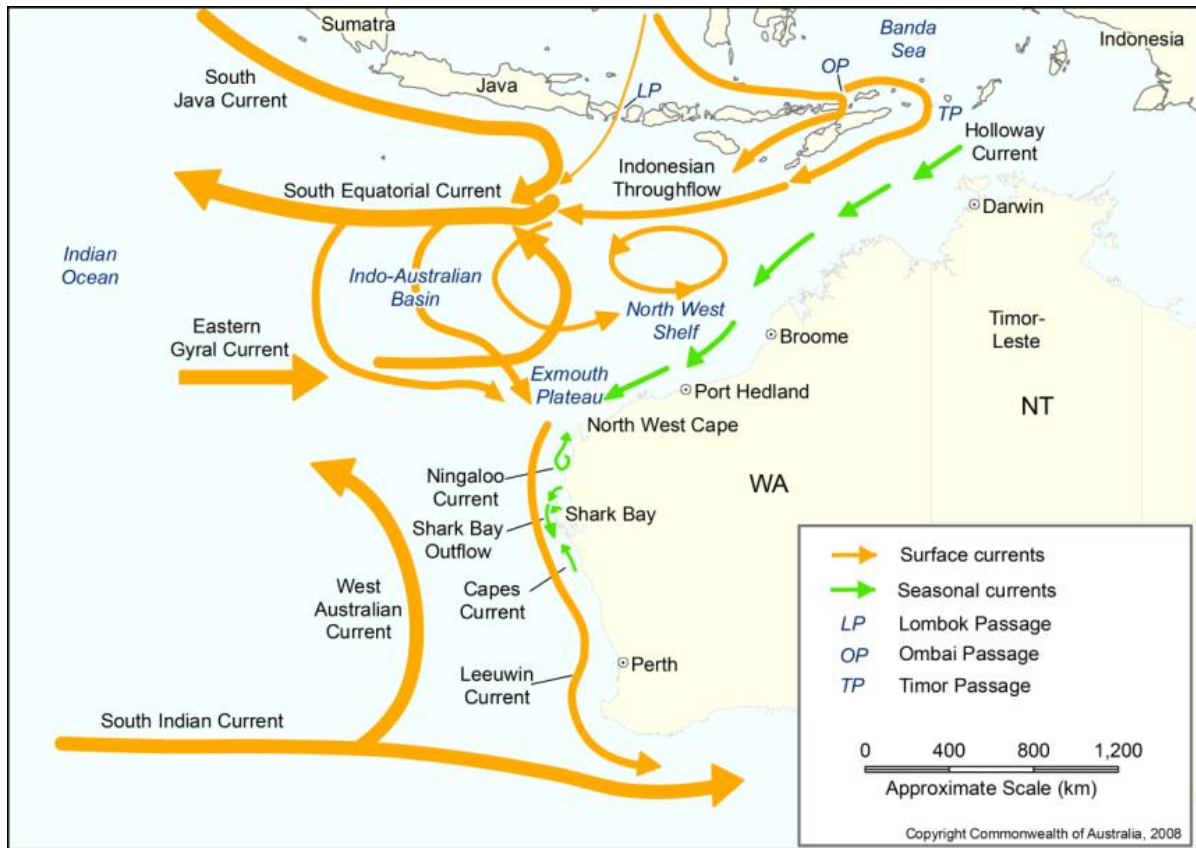 Sumatra
Banda
Sea
Indonesia
South
Java Current
Java
LP
OP
TP
Holloway
Current
Indonesian
Throughflow
South Equatorial Current
Darwin
Indian
Ocean
Indo-Australian
Basin
North West
Shelf
Timor-
Leste
Eastern
Gyral Current
Broome
Exmouth
Plateau
Port Hedland
NT
North West Cape
Ningaloo
Current
WA
Shark Bay
Shark Bay
Outflow
West
Australian
Current
Capes
Current
Perth
Leeuwin
Current
South Indian Current
Surface currents
Seasonal currents
LP Lombok Passage
OP Ombai Passage
TP Timor Passage
0 400 800 1,200
Approximate Scale (km)
Copyright Commonwealth of Australia, 2008